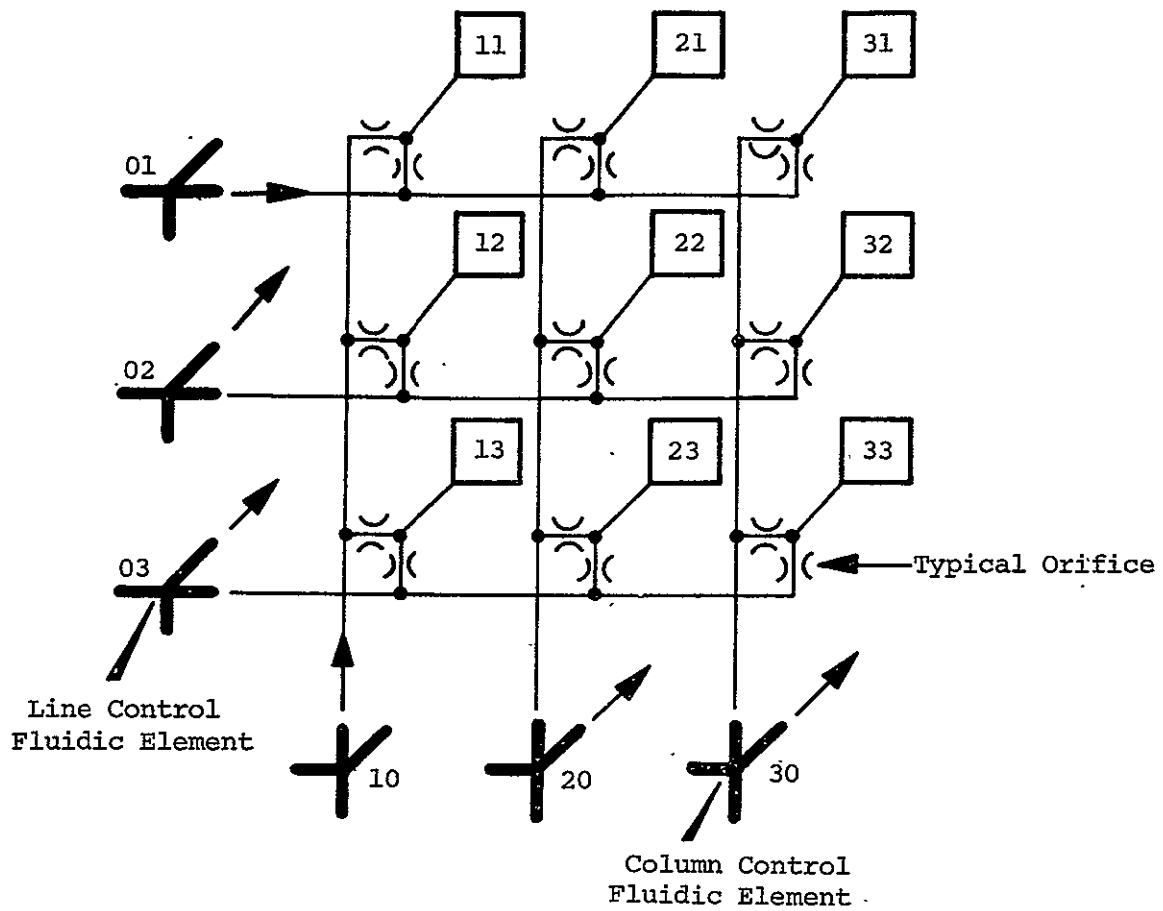 11 21 31
01
12 22 32
02
13 23 33
03
Typical Orifice
Line Control
Fluidic Element
10 20 30
Column Control
Fluidic Element